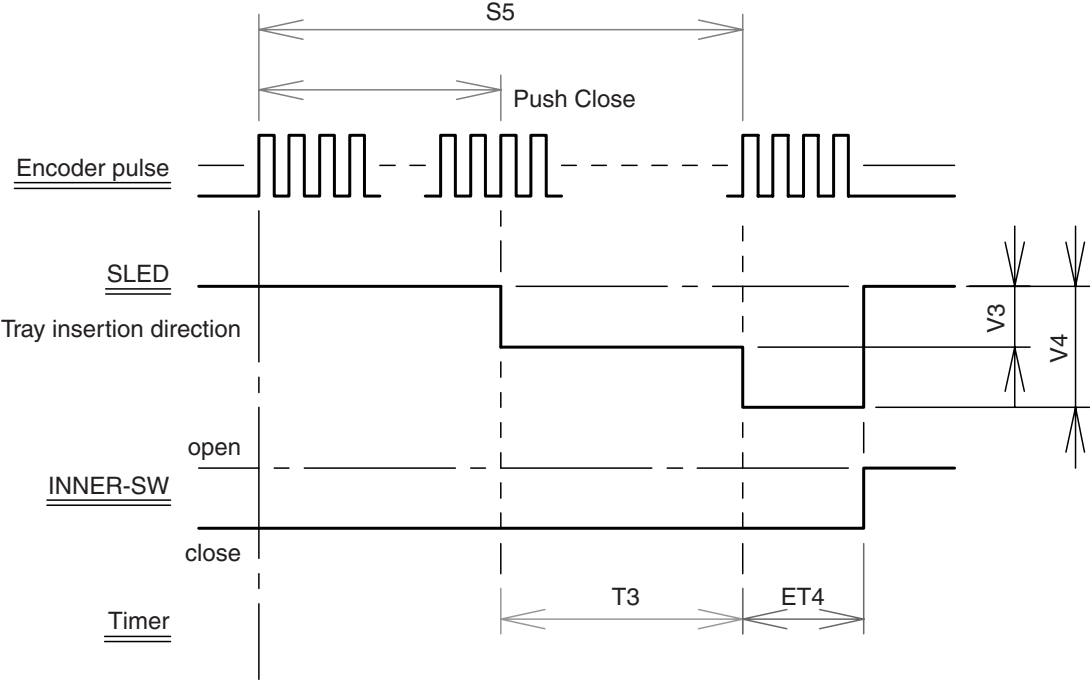 S5
Push Close
Encoder pulse
SLED
Tray insertion direction
V3
V4
open
INNER-SW
close
T3
ET4
Timer